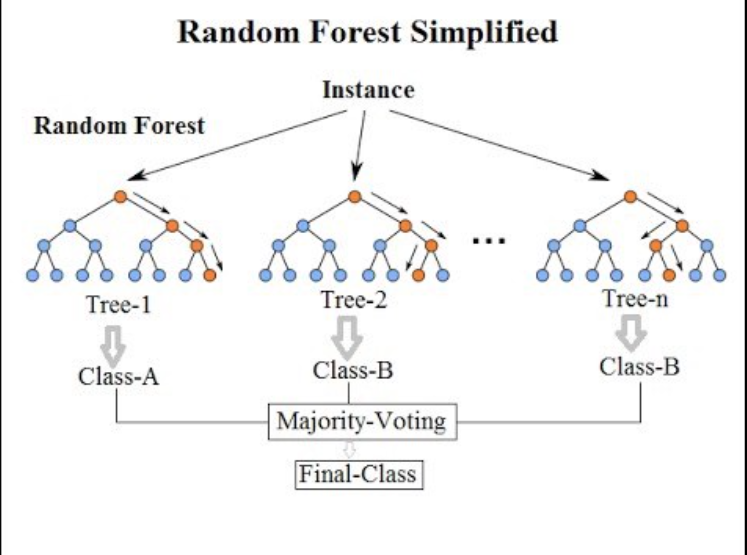 Random Forest Simplified
Instance
Random Forest
...
Tree-1
Tree-2
Tree-n
Class-A
Class-B
Class-B
Majority-Voting
Final-Class